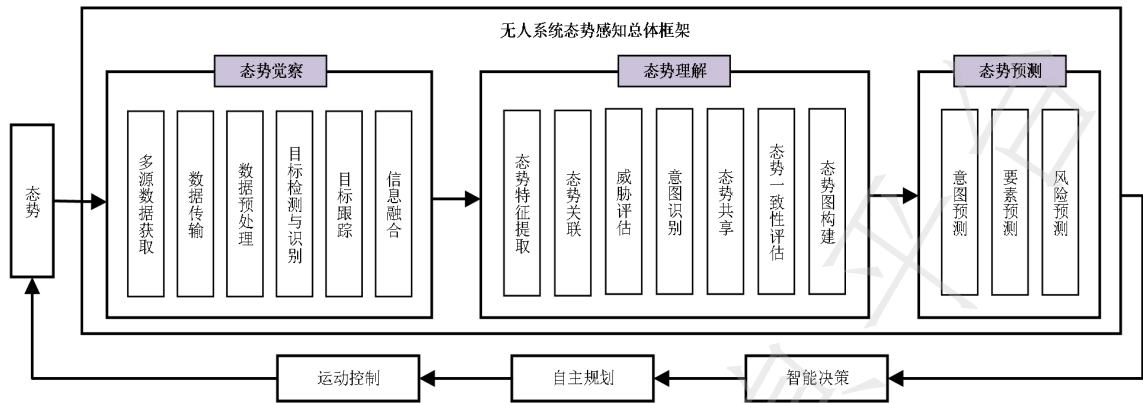 无人系统态势感知总体框架
态势觉察
态势理解
态势预测
态势
多源数据获取
数据传输
数据预处理
目标检测与识别
目标跟踪
信息融合
态势特征提取
态势关联
威胁评估
意图识别
态势共享
态势一致性评估
态势图构建
意图预测
要素预测
风险预测
运动控制
自主规划
智能决策